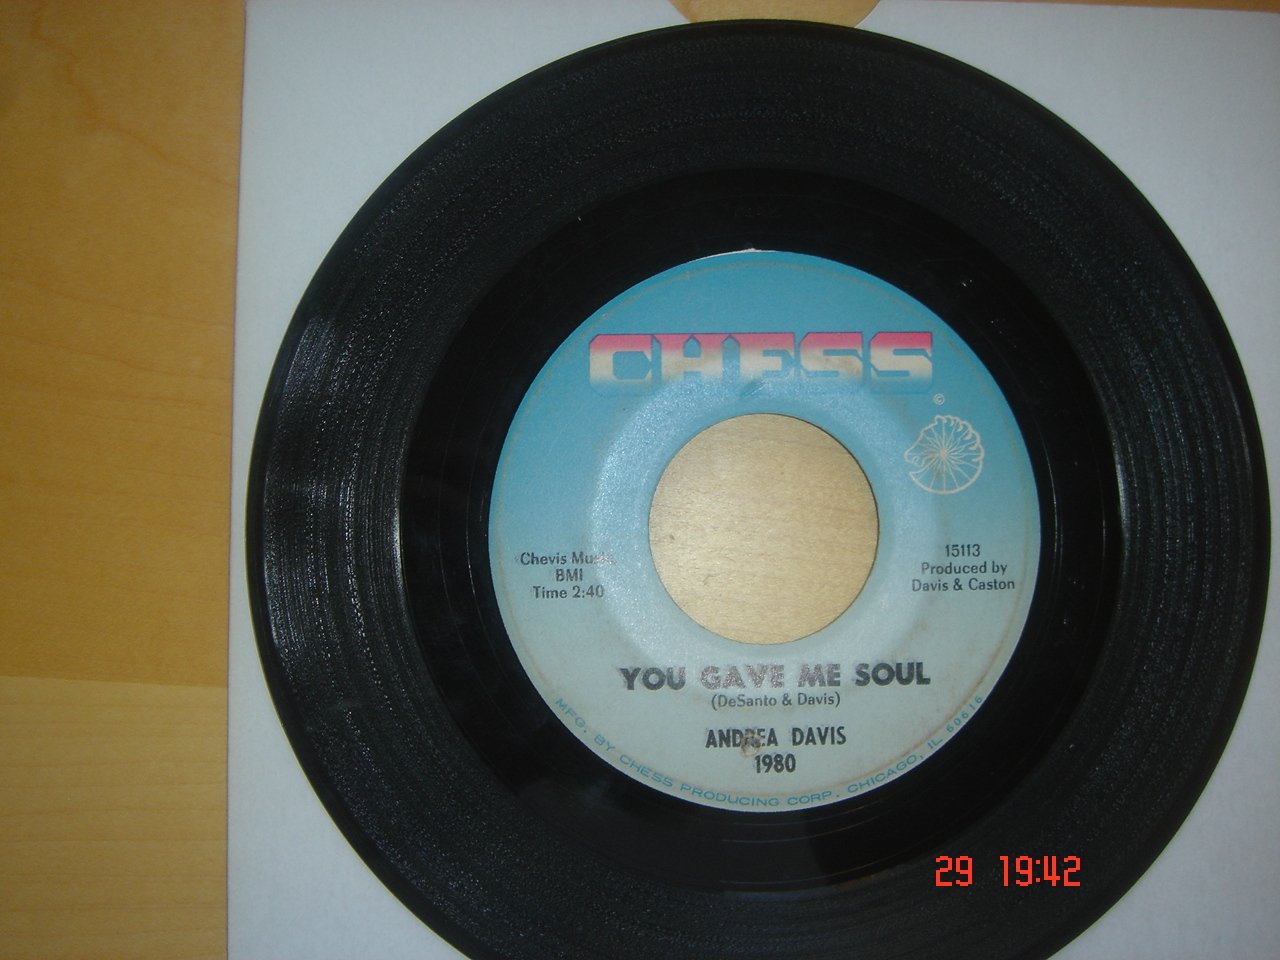 CHESS
©
Chevis Music
BMI
Time 2:40
15113
Produced by
Davis & Caston
YOU GAVE ME SOUL
(DeSanto & Davis)
ANDREA DAVIS
1980
MFG. BY CHESS PRODUCING CORP. CHICAGO, IL 60616
29 19:42